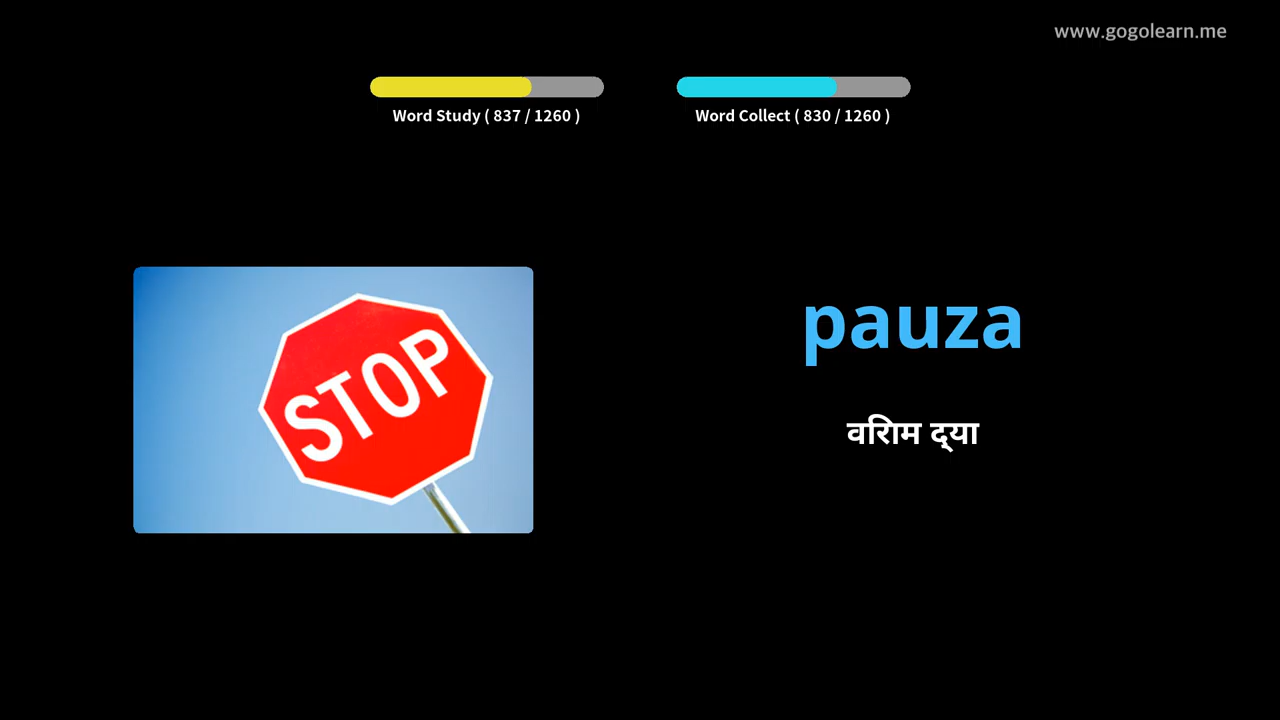 www.gogolearn.me
Word Study ( 837 / 1260 )
Word Collect ( 830 / 1260 )
STOP
pauza
विराम द्या